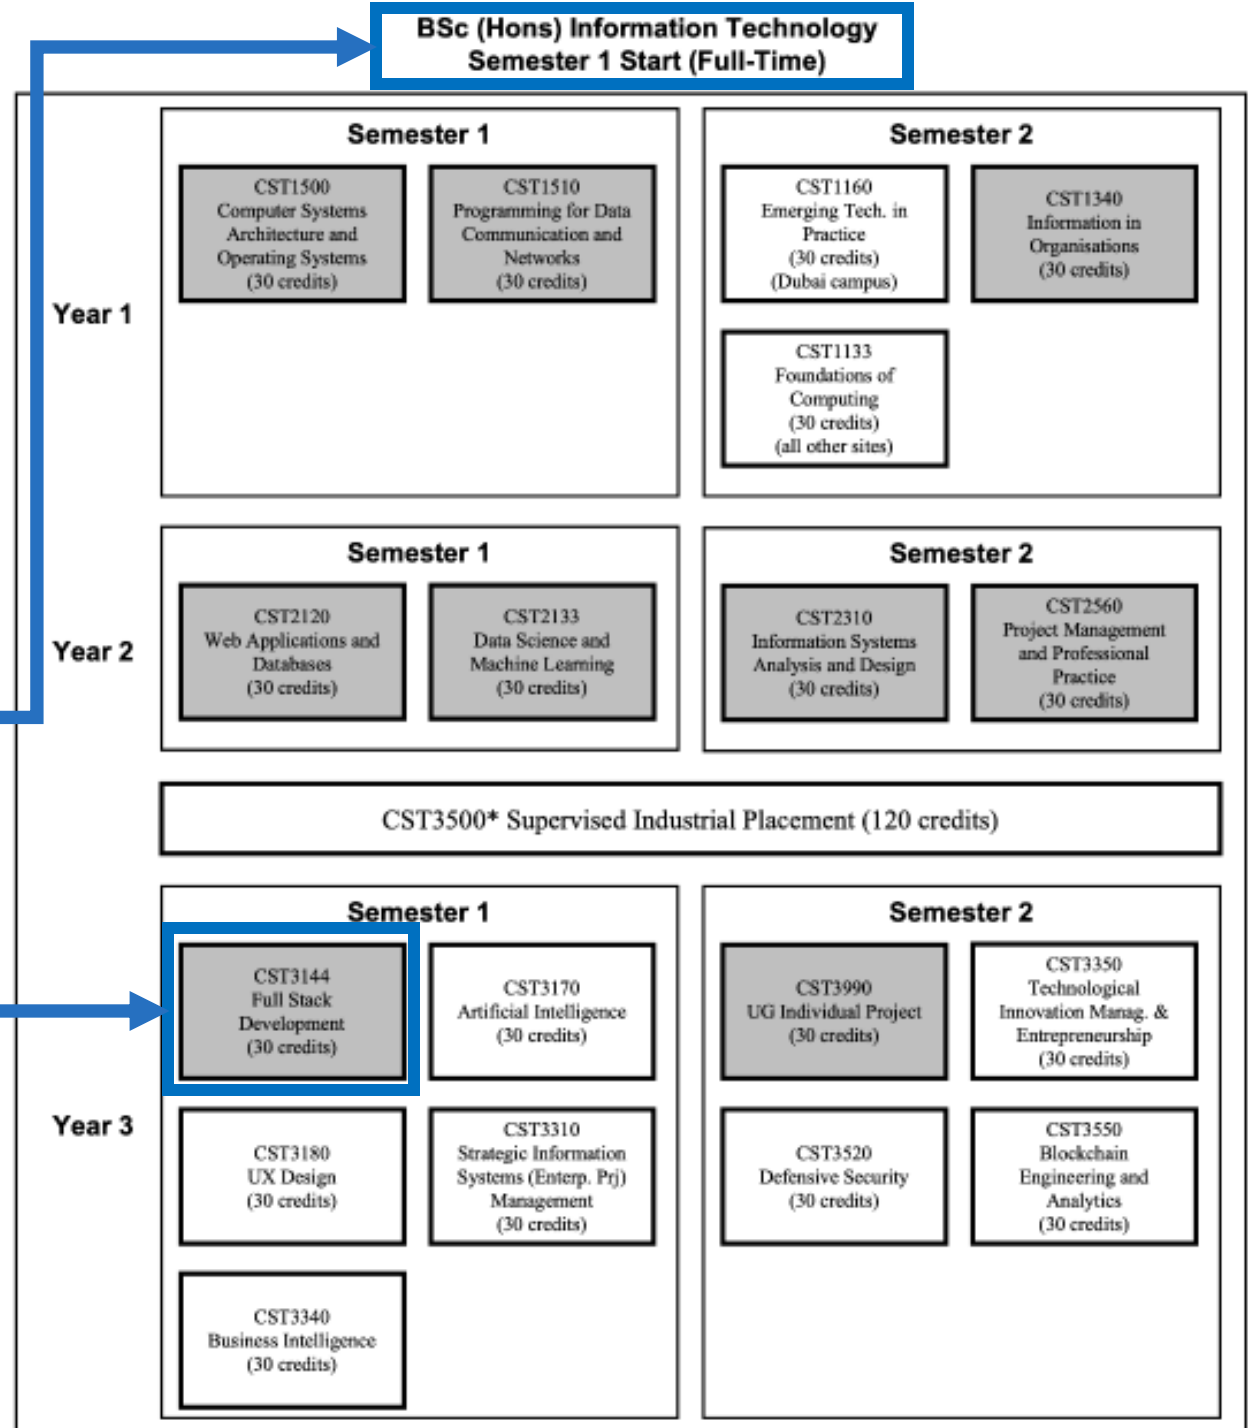 BSc (Hons) Information Technology
Semester 1 Start (Full-Time)
Year 1
Semester 1
CST1500
Computer Systems
Architecture and
Operating Systems
(30 credits)
CST1510
Programming for Data
Communication and
Networks
(30 credits)
Semester 2
CST1160
Emerging Tech. in
Practice
(30 credits)
(Dubai campus)
CST1340
Information in
Organisations
(30 credits)
CST1133
Foundations of
Computing
(30 credits)
(all other sites)
Year 2
Semester 1
CST2120
Web Applications and
Databases
(30 credits)
CST2133
Data Science and
Machine Learning
(30 credits)
Semester 2
CST2310
Information Systems
Analysis and Design
(30 credits)
CST2560
Project Management
and Professional
Practice
(30 credits)
CST3500* Supervised Industrial Placement (120 credits)
Year 3
Semester 1
CST3144
Full Stack
Development
(30 credits)
CST3170
Artificial Intelligence
(30 credits)
CST3180
UX Design
(30 credits)
CST3310
Strategic Information
Systems (Enterp. Prj)
Management
(30 credits)
CST3340
Business Intelligence
(30 credits)
Semester 2
CST3990
UG Individual Project
(30 credits)
CST3350
Technological
Innovation Manag. &
Entrepreneurship
(30 credits)
CST3520
Defensive Security
(30 credits)
CST3550
Blockchain
Engineering and
Analytics
(30 credits)